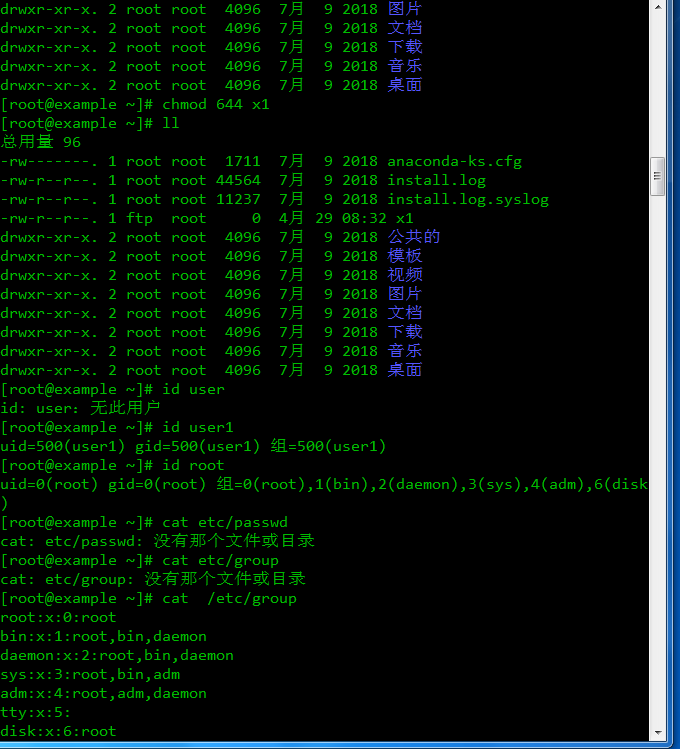 drwxr-xr-x. 2 root root  4096  7月  9 2018 图片
drwxr-xr-x. 2 root root  4096  7月  9 2018 文档
drwxr-xr-x. 2 root root  4096  7月  9 2018 下载
drwxr-xr-x. 2 root root  4096  7月  9 2018 音乐
drwxr-xr-x. 2 root root  4096  7月  9 2018 桌面
[root@example ~]# chmod 644 x1
[root@example ~]# ll
总用量 96
-rw-------. 1 root root  1711  7月  9 2018 anaconda-ks.cfg
-rw-r--r--. 1 root root 44564  7月  9 2018 install.log
-rw-r--r--. 1 root root 11237  7月  9 2018 install.log.syslog
-rw-r--r--. 1 ftp  root     0  4月 29 08:32 x1
drwxr-xr-x. 2 root root  4096  7月  9 2018 公共的
drwxr-xr-x. 2 root root  4096  7月  9 2018 模板
drwxr-xr-x. 2 root root  4096  7月  9 2018 视频
drwxr-xr-x. 2 root root  4096  7月  9 2018 图片
drwxr-xr-x. 2 root root  4096  7月  9 2018 文档
drwxr-xr-x. 2 root root  4096  7月  9 2018 下载
drwxr-xr-x. 2 root root  4096  7月  9 2018 音乐
drwxr-xr-x. 2 root root  4096  7月  9 2018 桌面
[root@example ~]# id user
id: user: 无此用户
[root@example ~]# id user1
uid=500(user1) gid=500(user1) 组=500(user1)
[root@example ~]# id root
uid=0(root) gid=0(root) 组=0(root),1(bin),2(daemon),3(sys),4(adm),6(disk
)
[root@example ~]# cat etc/passwd
cat: etc/passwd: 没有那个文件或目录
[root@example ~]# cat etc/group
cat: etc/group: 没有那个文件或目录
[root@example ~]# cat  /etc/group
root:x:0:root
bin:x:1:root,bin,daemon
daemon:x:2:root,bin,daemon
sys:x:3:root,bin,adm
adm:x:4:root,adm,daemon
tty:x:5:
disk:x:6:root